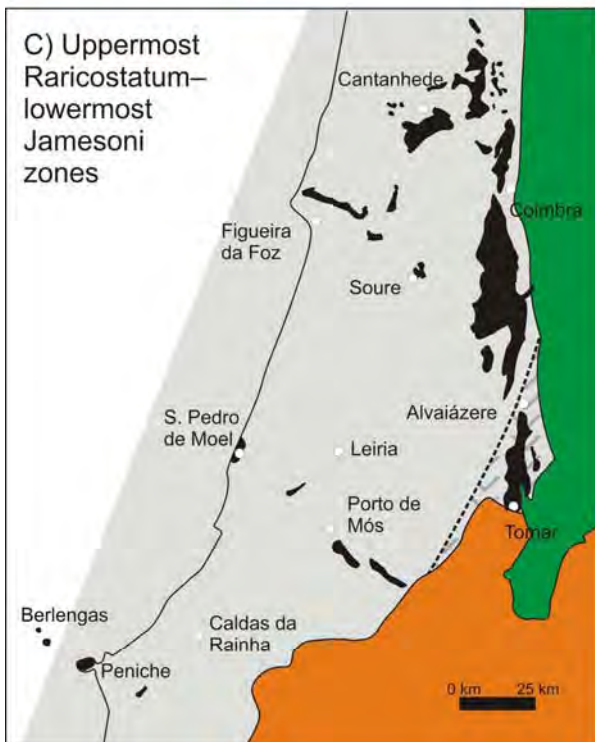 C) Uppermost
Raricostatum–
lowermost
Jamesoni
zones
Cantanhede
Coimbra
Figueira
da Foz
Soure
Alvaiázere
S. Pedro
de Moel
Leiria
Porto de
Mós
Tomar
Berlengas
Caldas da
Rainha
Peniche
0 km 25 km